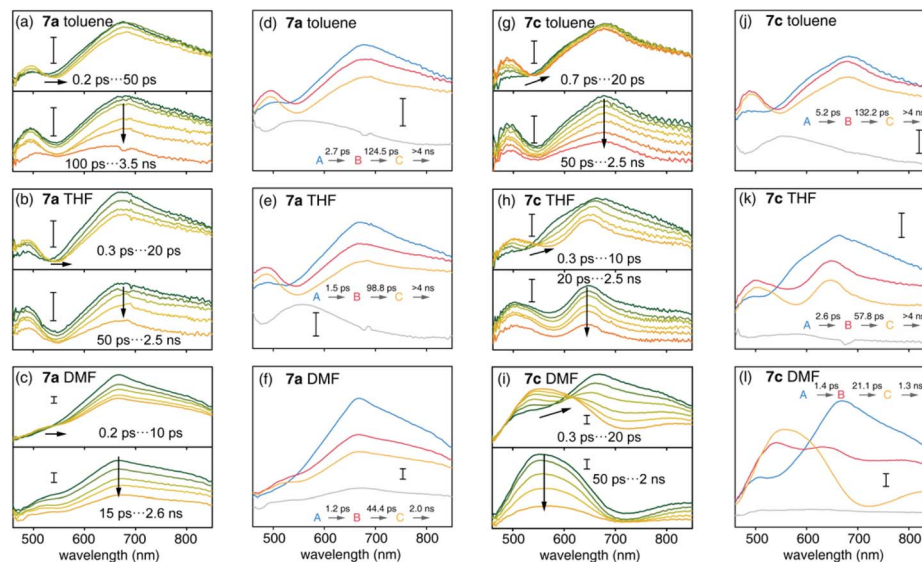 (a) 7a toluene
0.2 ps···50 ps
100 ps···3.5 ns
(b) 7a THF
0.3 ps···20 ps
50 ps···2.5 ns
(c) 7a DMF
0.2 ps···10 ps
15 ps···2.6 ns
500 600 700 800
wavelength (nm)
(d) 7a toluene
2.7 ps 124.5 ps >4 ns
A B C
(e) 7a THF
1.5 ps 98.8 ps >4 ns
A B C
(f) 7a DMF
1.2 ps 44.4 ps 2.0 ns
A B C
500 600 700 800
wavelength (nm)
(g) 7c toluene
0.7 ps···20 ps
50 ps···2.5 ns
(h) 7c THF
0.3 ps···10 ps
20 ps···2.5 ns
(i) 7c DMF
0.3 ps···20 ps
50 ps···2 ns
500 600 700 800
wavelength (nm)
(j) 7c toluene
5.2 ps 132.2 ps >4 ns
A B C
(k) 7c THF
2.6 ps 57.8 ps >4 ns
A B C
(l) 7c DMF
1.4 ps 21.1 ps 1.3 ns
A B C
500 600 700 800
wavelength (nm)